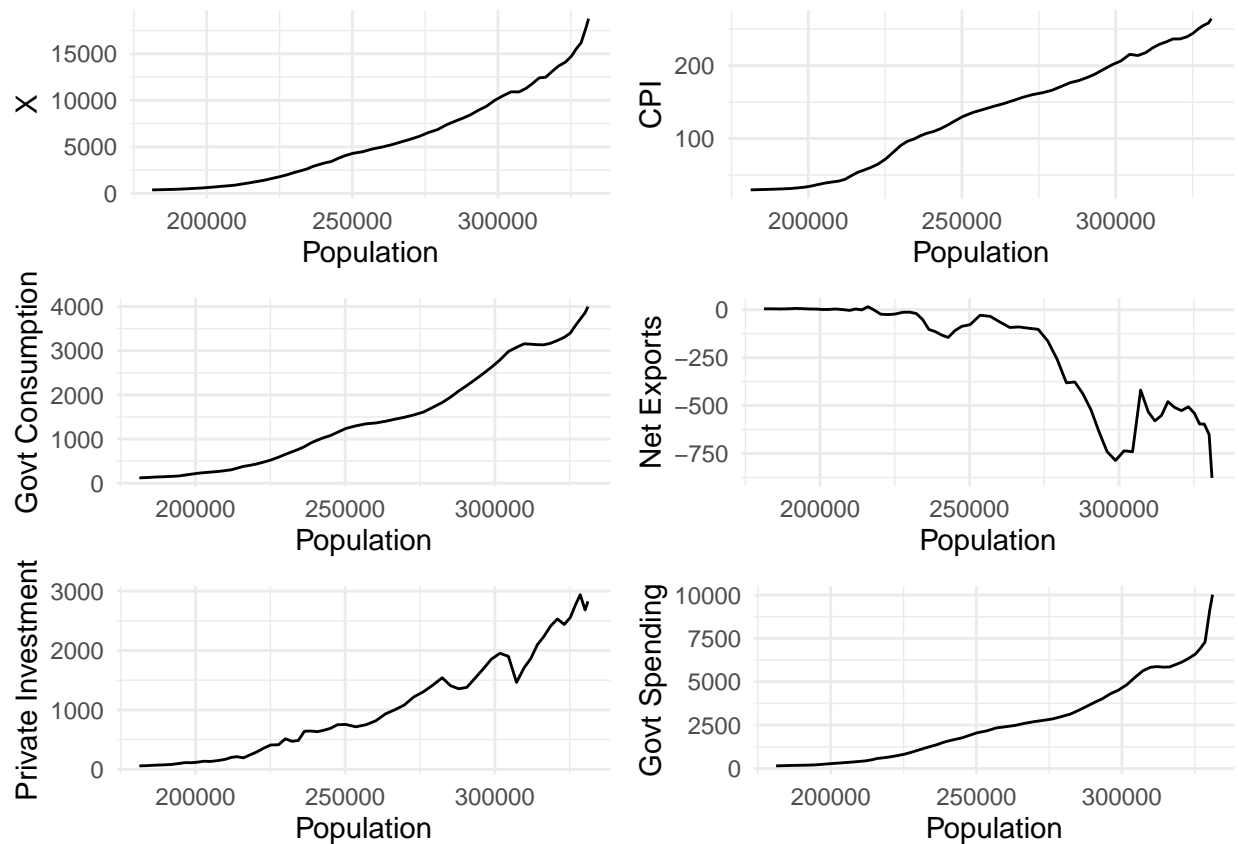 X
15000
10000
5000
0
200000 250000 300000
Population
CPI
200
100
200000 250000 300000
Population
Govt Consumption
4000
3000
2000
1000
0
200000 250000 300000
Population
Net Exports
0
−250
−500
−750
200000 250000 300000
Population
Private Investment
3000
2000
1000
0
200000 250000 300000
Population
Govt Spending
10000
7500
5000
2500
0
200000 250000 300000
Population